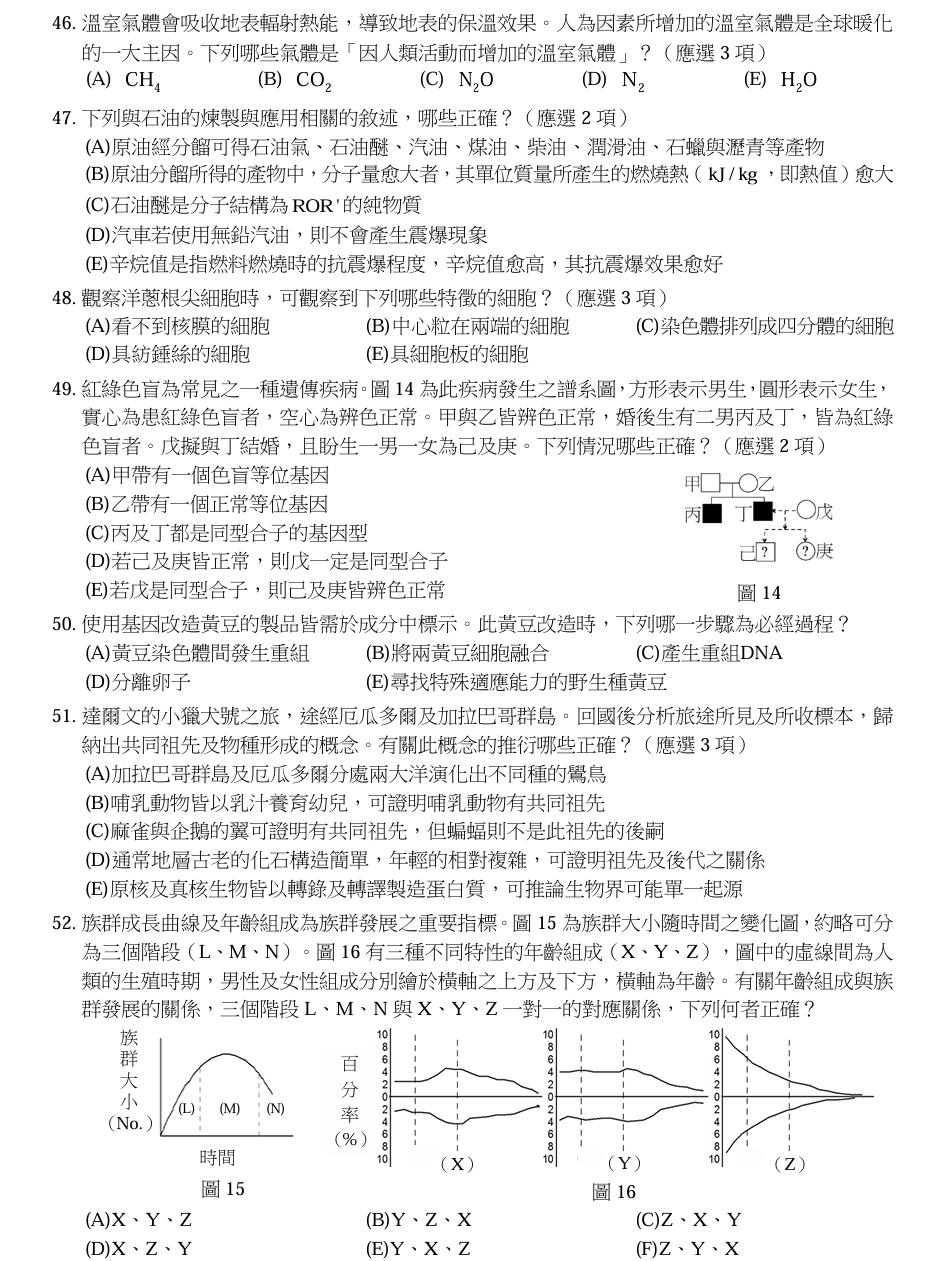 46. 溫室氣體會吸收地表輻射熱能，導致地表的保溫效果。人為因素所增加的溫室氣體是全球暖化
的一大主因。下列哪些氣體是「因人類活動而增加的溫室氣體」？（應選 3 項）
(A) CH₄ (B) CO₂ (C) N₂O (D) N₂ (E) H₂O
47. 下列與石油的煉製與應用相關的敘述，哪些正確？（應選 2 項）
(A)原油經分餾可得石油氣、石油醚、汽油、煤油、柴油、潤滑油、石蠟與瀝青等產物
(B)原油分餾所得的產物中，分子量愈大者，其單位質量所產生的燃燒熱（ kJ/kg ，即熱值）愈大
(C)石油醚是分子結構為 ROR' 的純物質
(D)汽車若使用無鉛汽油，則不會產生震爆現象
(E)辛烷值是指燃料燃燒時的抗震爆程度，辛烷值愈高，其抗震爆效果愈好
48. 觀察洋蔥根尖細胞時，可觀察到下列哪些特徵的細胞？（應選 3 項）
(A)看不到核膜的細胞 (B)中心粒在兩端的細胞 (C)染色體排列成四分體的細胞
(D)具紡錘絲的細胞 (E)具細胞板的細胞
49. 紅綠色盲為常見之一種遺傳疾病。圖 14 為此疾病發生之譜系圖，方形表示男生，圓形表示女生，
實心為患紅綠色盲者，空心為辨色正常。甲與乙皆辨色正常，婚後生有二男丙及丁，皆為紅綠
色盲者。戊擬與丁結婚，且盼生一男一女為己及庚。下列情況哪些正確？（應選 2 項）
(A)甲帶有一個色盲等位基因
(B)乙帶有一個正常等位基因
(C)丙及丁都是同型合子的基因型
(D)若己及庚皆正常，則戊一定是同型合子
(E)若戊是同型合子，則己及庚皆辨色正常
甲 乙
丙 丁 戊
己 ? ? 庚
圖 14
50. 使用基因改造黃豆的製品皆需於成分中標示。此黃豆改造時，下列哪一步驟為必經過程？
(A)黃豆染色體間發生重組 (B)將兩黃豆細胞融合 (C)產生重組DNA
(D)分離卵子 (E)尋找特殊適應能力的野生種黃豆
51. 達爾文的小獵犬號之旅，途經厄瓜多爾及加拉巴哥群島。回國後分析旅途所見及所收標本，歸
納出共同祖先及物種形成的概念。有關此概念的推衍哪些正確？（應選 3 項）
(A)加拉巴哥群島及厄瓜多爾分處兩大洋演化出不同種的鷽鳥
(B)哺乳動物皆以乳汁養育幼兒，可證明哺乳動物有共同祖先
(C)麻雀與企鵝的翼可證明有共同祖先，但蝙蝠則不是此祖先的後嗣
(D)通常地層古老的化石構造簡單，年輕的相對複雜，可證明祖先及後代之關係
(E)原核及真核生物皆以轉錄及轉譯製造蛋白質，可推論生物界可能單一起源
52. 族群成長曲線及年齡組成為族群發展之重要指標。圖 15 為族群大小隨時間之變化圖，約略可分
為三個階段（L、M、N）。圖 16 有三種不同特性的年齡組成（X、Y、Z），圖中的虛線間為人
類的生殖時期，男性及女性組成分別繪於橫軸之上方及下方，橫軸為年齡。有關年齡組成與族
群發展的關係，三個階段 L、M、N 與 X、Y、Z 一對一的對應關係，下列何者正確？
族群大小（No.）
(L) (M) (N)
時間
圖 15
百分率（%）
10 8 6 4 2 0 2 4 6 8 10
（X）
10 8 6 4 2 0 2 4 6 8 10
（Y）
10 8 6 4 2 0 2 4 6 8 10
（Z）
圖 16
(A)X、Y、Z (B)Y、Z、X (C)Z、X、Y
(D)X、Z、Y (E)Y、X、Z (F)Z、Y、X